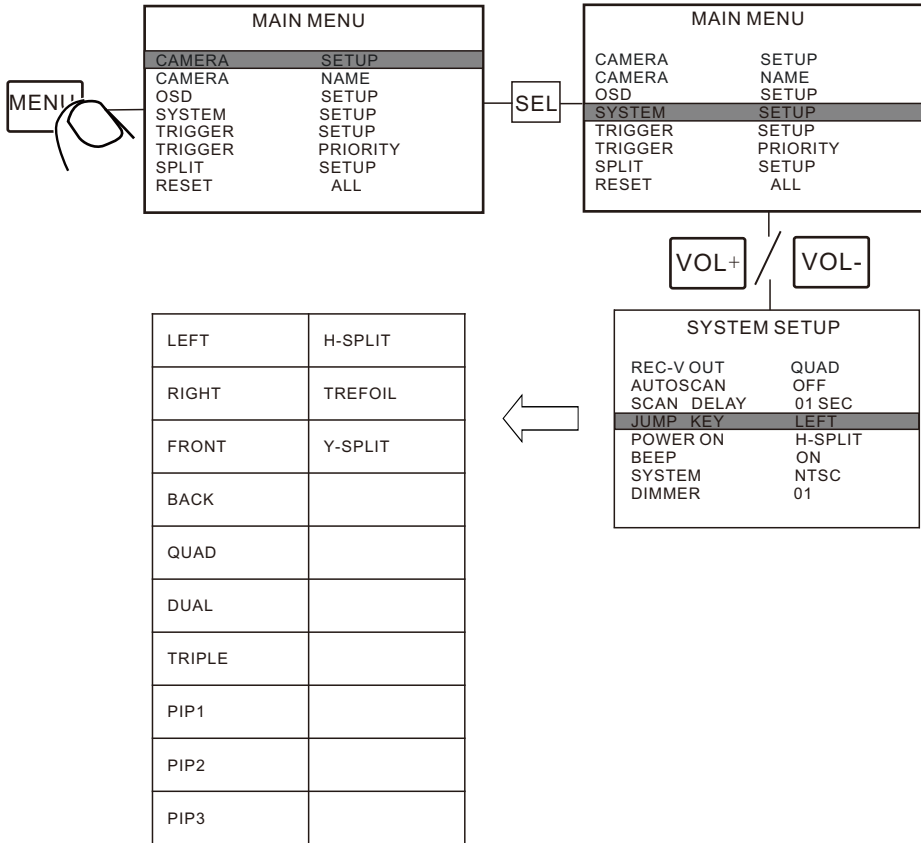 MENU
MAIN MENU
CAMERA SETUP
CAMERA NAME
OSD SETUP
SYSTEM SETUP
TRIGGER SETUP
TRIGGER PRIORITY
SPLIT SETUP
RESET ALL
SEL
MAIN MENU
CAMERA SETUP
CAMERA NAME
OSD SETUP
SYSTEM SETUP
TRIGGER SETUP
TRIGGER PRIORITY
SPLIT SETUP
RESET ALL
VOL+ / VOL-
SYSTEM SETUP
REC-V OUT QUAD
AUTOSCAN OFF
SCAN DELAY 01 SEC
JUMP KEY LEFT
POWER ON H-SPLIT
BEEP ON
SYSTEM NTSC
DIMMER 01
LEFT H-SPLIT
RIGHT TREFOIL
FRONT Y-SPLIT
BACK
QUAD
DUAL
TRIPLE
PIP1
PIP2
PIP3